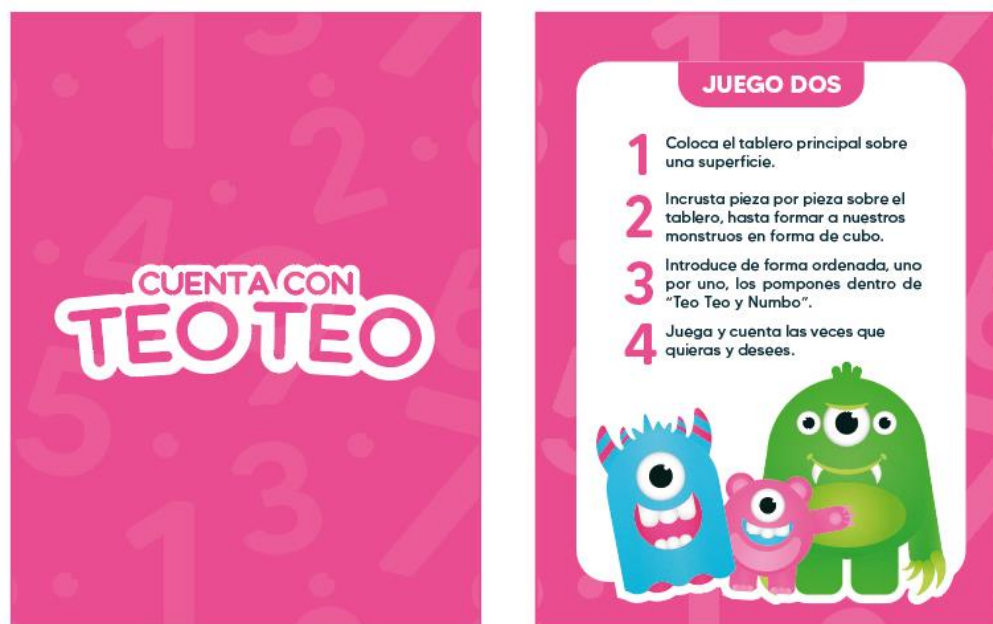 CUENTA CON
TEO TEO
JUEGO DOS
1 Coloca el tablero principal sobre
una superficie.
2 Incrusta pieza por pieza sobre el
tablero, hasta formar a nuestros
monstruos en forma de cubo.
3 Introduce de forma ordenada, uno
por uno, los pompones dentro de
“Teo Teo y Numbo”.
4 Juega y cuenta las veces que
quieras y desees.